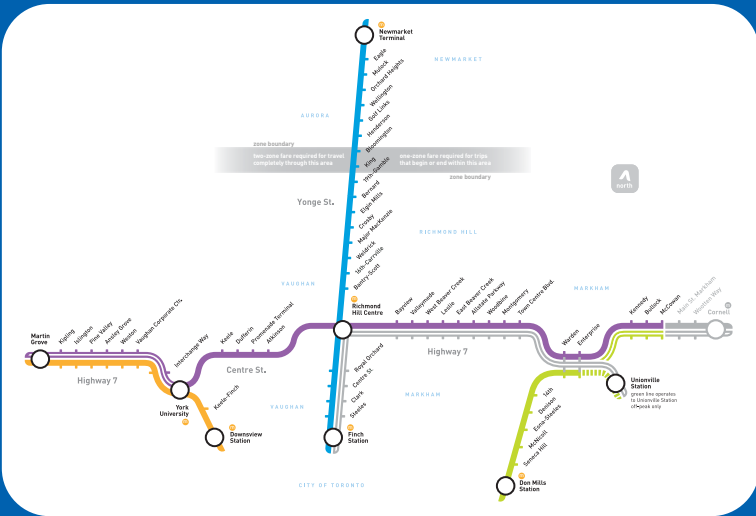 Newmarket
Terminal
Eagle
Mulock
Orchard Heights
Wellington
Golf Links
Henderson
Bloomington
NEWMARKET
AURORA
zone boundary
two-zone fare required for travel
completely through this area
one-zone fare required for trips
that begin or end within this area
zone boundary
King
19th-Gamble
Bernard
Elgin Mills
Crosby
Major MacKenzie
Weldrick
16th-Carrville
Bantry-Scott
north
Yonge St.
RICHMOND HILL
VAUGHAN
MARKHAM
Richmond
Hill Centre
Martin
Grove
Kipling
Islington
Pine Valley
Ansley Grove
Weston
Vaughan Corporate Ctr.
Interchange Way
Keele
Dufferin
Promenade Terminal
Atkinson
Bayview
Valleymede
West Beaver Creek
Leslie
East Beaver Creek
Allstate Parkway
Woodbine
Montgomery
Town Centre Blvd.
Warden
Enterprise
Kennedy
Bullock
McCowan
Main St. Markham
Wootten Way
Cornell
Highway 7
Centre St.
Highway 7
Royal Orchard
Centre St.
Clark
Steeles
York
University
Keele-Finch
VAUGHAN
MARKHAM
Downsview
Station
Finch
Station
Unionville
Station
green line operates
to Unionville Station
off-peak only
14th
Denison
Esna-Steeles
McNicoll
Seneca Hill
Don Mills
Station
CITY OF TORONTO